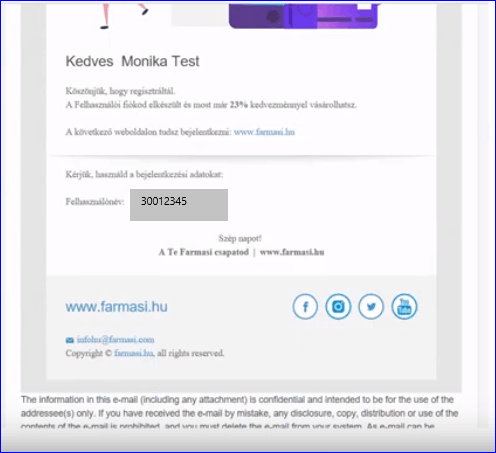 Kedves Monika Test
Köszönjük, hogy regisztráltál.
A Felhasználói fiókod elkészült és most már 23% kedvezménnyel vásárolhatsz.
A következő weboldalon tudsz bejelentkezni: www.farmasi.hu
Kérjük, használd a bejelentkezési adatokat:
Felhasználónév: 30012345
Szép napot!
A Te Farmasi csapatod | www.farmasi.hu
www.farmasi.hu
You Tube
infohu@farmasi.com
Copyright © farmasi.hu, all rights reserved.
The information in this e-mail (including any attachment) is confidential and intended to be for the use of the
addressee(s) only. If you have received the e-mail by mistake, any disclosure, copy, distribution or use of the
contents of the e-mail is prohibited, and you must delete the e-mail from your system. As e-mail can be